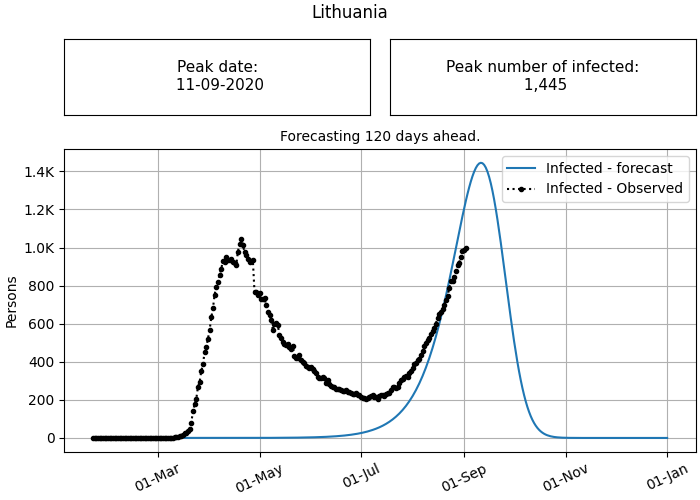 Lithuania
Peak date:
11-09-2020
Peak number of infected:
1,445
Forecasting 120 days ahead.
Infected - forecast
Infected - Observed
Persons
1.4K
1.2K
1.0K
800
600
400
200
0
01-Mar
01-May
01-Jul
01-Sep
01-Nov
01-Jan